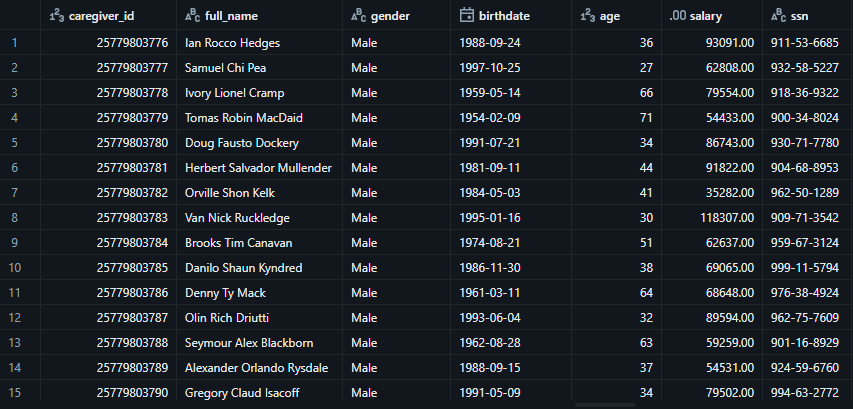 caregiver_id full_name gender birthdate age .00 salary ssn
1 25779803776 Ian Rocco Hedges Male 1988-09-24 36 93091.00 911-53-6685
2 25779803777 Samuel Chi Pea Male 1997-10-25 27 62808.00 932-58-5227
3 25779803778 Ivory Lionel Cramp Male 1959-05-14 66 79554.00 918-36-9322
4 25779803779 Tomas Robin MacDaid Male 1954-02-09 71 54433.00 900-34-8024
5 25779803780 Doug Fausto Dockery Male 1991-07-21 34 86743.00 930-71-7780
6 25779803781 Herbert Salvador Mullender Male 1981-09-11 44 91822.00 904-68-8953
7 25779803782 Orville Shon Kelk Male 1984-05-03 41 35282.00 962-50-1289
8 25779803783 Van Nick Ruckledge Male 1995-01-16 30 118307.00 909-71-3542
9 25779803784 Brooks Tim Canavan Male 1974-08-21 51 62637.00 959-67-3124
10 25779803785 Danilo Shaun Kyndred Male 1986-11-30 38 69065.00 999-11-5794
11 25779803786 Denny Ty Mack Male 1961-03-11 64 68648.00 976-38-4924
12 25779803787 Olin Rich Driutti Male 1993-06-04 32 89594.00 962-75-7609
13 25779803788 Seymour Alex Blackborn Male 1962-08-28 63 59259.00 901-16-8929
14 25779803789 Alexander Orlando Rysdale Male 1988-09-15 37 54531.00 924-59-6760
15 25779803790 Gregory Claud Isacoff Male 1991-05-09 34 79502.00 994-63-2772